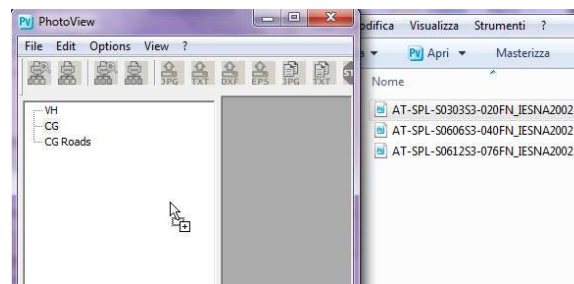 PhotoView
File Edit Options View ?
JPG TXT DXF EPS JPG TXT ST
VH
CG
CG Roads
odifica Visualizza Strumenti ?
Apri Masterizza
Nome
AT-SPL-S0303S3-020FN_IESNA2002
AT-SPL-S0606S3-040FN_IESNA2002
AT-SPL-S0612S3-076FN_IESNA2002